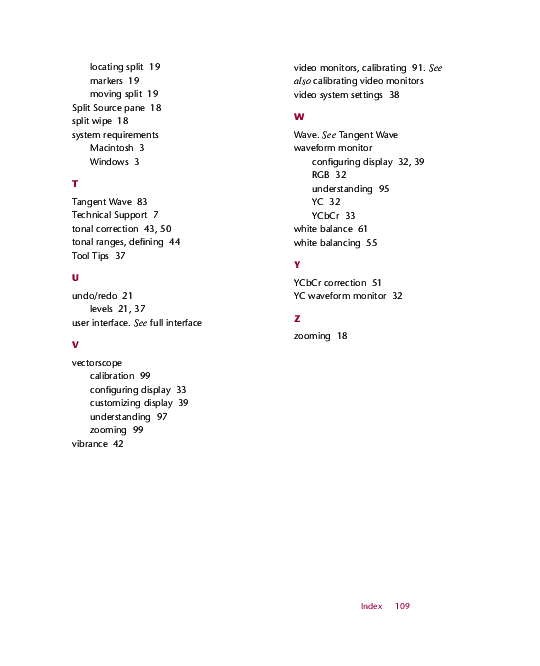 locating split 19
markers 19
moving split 19
Split Source pane 18
split wipe 18
system requirements
Macintosh 3
Windows 3
T
Tangent Wave 83
Technical Support 7
tonal correction 43, 50
tonal ranges, defining 44
Tool Tips 37
U
undo/redo 21
levels 21, 37
user interface. See full interface
V
vectorscope
calibration 99
configuring display 33
customizing display 39
understanding 97
zooming 99
vibrance 42
video monitors, calibrating 91. See
also calibrating video monitors
video system settings 38
W
Wave. See Tangent Wave
waveform monitor
configuring display 32, 39
RGB 32
understanding 95
YC 32
YCbCr 33
white balance 61
white balancing 55
Y
YCbCr correction 51
YC waveform monitor 32
Z
zooming 18
Index 109